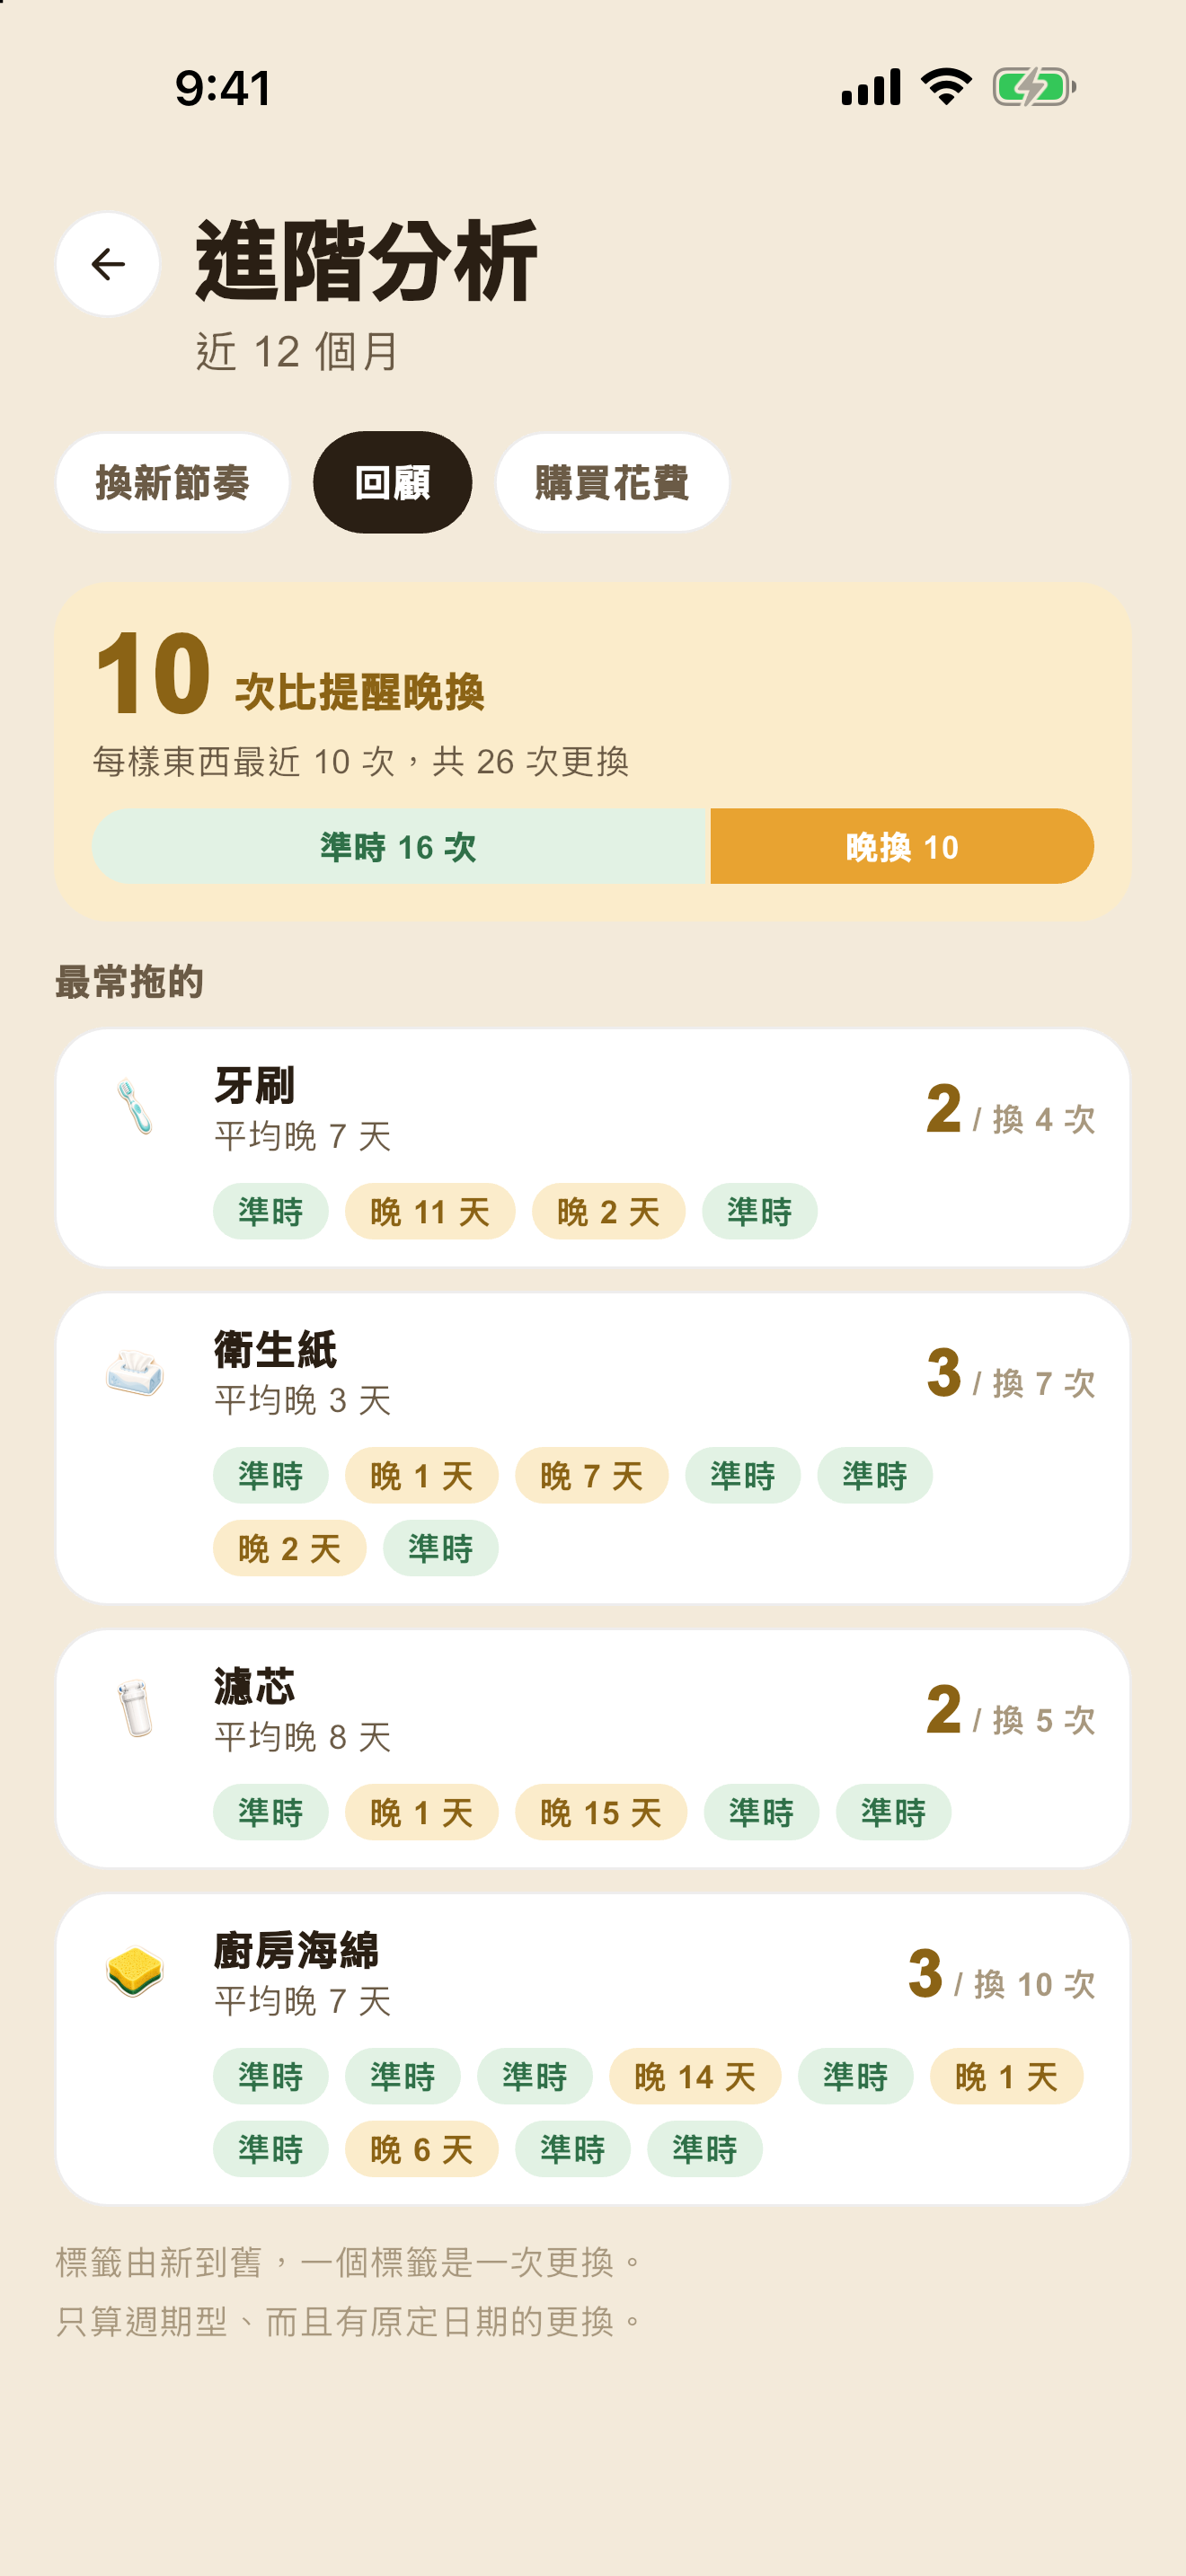 9:41
進階分析
近 12 個月
換新節奏 回顧 購買花費
10 次比提醒晚換
每樣東西最近 10 次，共 26 次更換
準時 16 次 晚換 10
最常拖的
牙刷
平均晚 7 天
2 / 換 4 次
準時 晚 11 天 晚 2 天 準時
衛生紙
平均晚 3 天
3 / 換 7 次
準時 晚 1 天 晚 7 天 準時 準時
晚 2 天 準時
濾芯
平均晚 8 天
2 / 換 5 次
準時 晚 1 天 晚 15 天 準時 準時
廚房海綿
平均晚 7 天
3 / 換 10 次
準時 準時 準時 晚 14 天 準時 晚 1 天
準時 晚 6 天 準時 準時
標籤由新到舊，一個標籤是一次更換。
只算週期型、而且有原定日期的更換。